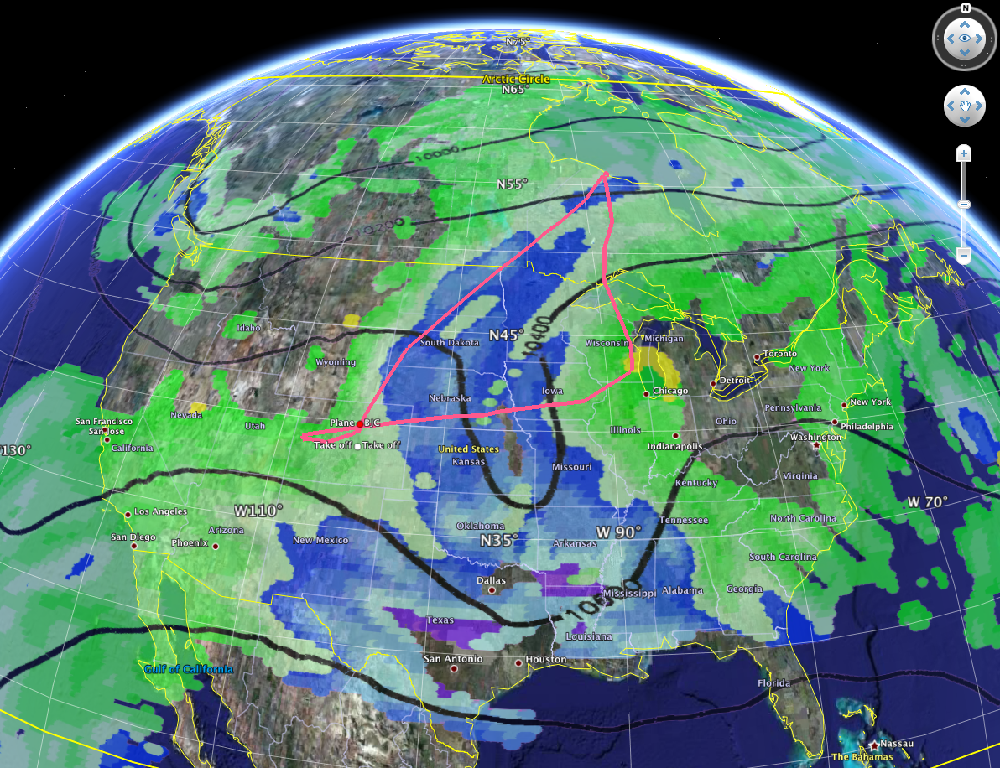 N
N75°
Arctic Circle
N65°
10000
N55°
10200
Idaho
South Dakota
N45°
10400
Wisconsin
Michigan
Wyoming
Toronto
New York
Detroit
Chicago
Nebraska
Iowa
Pennsylvania
New York
Nevada
Utah
Plane
BJC
Ohio
Philadelphia
San Francisco
San Jose
California
Illinois
Indianapolis
Washington
Take off
Take off
130°
United States
Kansas
Missouri
Kentucky
Virginia
W 70°
Los Angeles
W110°
Tennessee
North Carolina
San Diego
Phoenix
Arizona
New Mexico
Oklahoma
N35°
W 90°
Arkansas
South Carolina
Dallas
Mississippi
Alabama
Georgia
Texas
Louisiana
San Antonio
Houston
Gulf of California
Florida
Nassau
The Bahamas